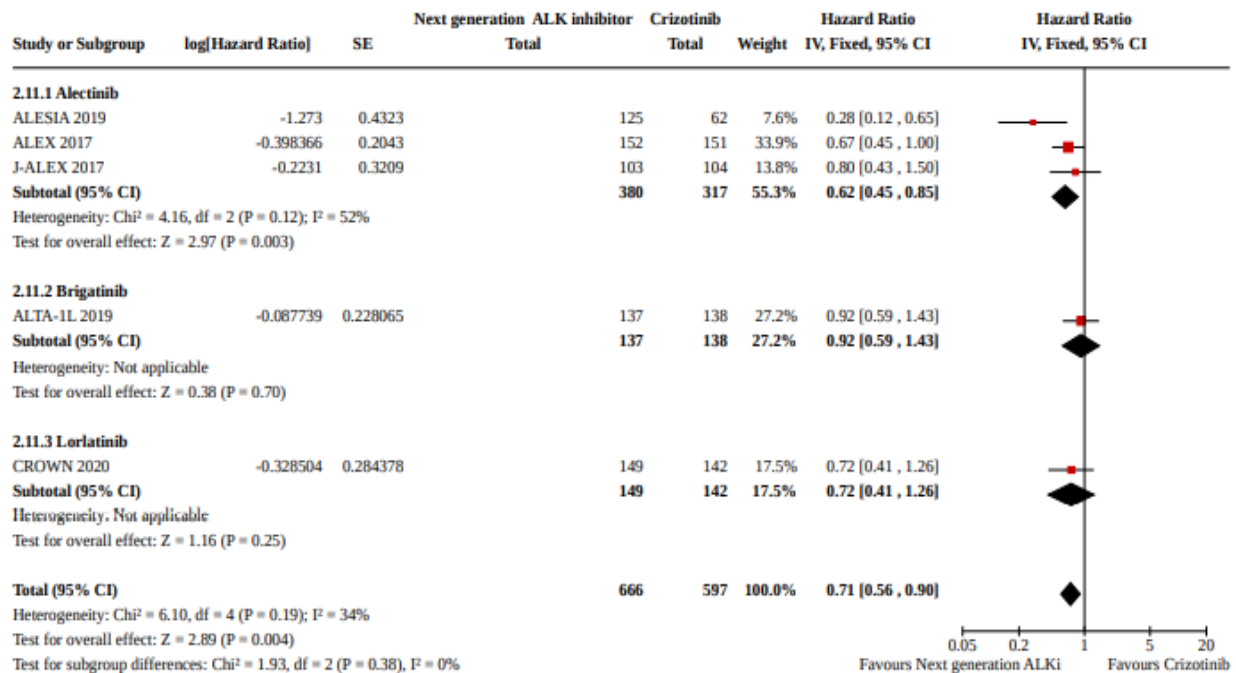 Next generation ALK inhibitor Crizotinib Hazard Ratio Hazard Ratio
Study or Subgroup log[Hazard Ratio] SE Total Total Weight IV, Fixed, 95% CI IV, Fixed, 95% CI
2.11.1 Alectinib
ALESIA 2019 -1.273 0.4323 125 62 7.6% 0.28 [0.12 , 0.65]
ALEX 2017 -0.398366 0.2043 152 151 33.9% 0.67 [0.45 , 1.00]
J-ALEX 2017 -0.2231 0.3209 103 104 13.8% 0.80 [0.43 , 1.50]
Subtotal (95% CI) 380 317 55.3% 0.62 [0.45 , 0.85]
Heterogeneity: Chi² = 4.16, df = 2 (P = 0.12); I² = 52%
Test for overall effect: Z = 2.97 (P = 0.003)
2.11.2 Brigatinib
ALTA-1L 2019 -0.087739 0.228065 137 138 27.2% 0.92 [0.59 , 1.43]
Subtotal (95% CI) 137 138 27.2% 0.92 [0.59 , 1.43]
Heterogeneity: Not applicable
Test for overall effect: Z = 0.38 (P = 0.70)
2.11.3 Lorlatinib
CROWN 2020 -0.328504 0.284378 149 142 17.5% 0.72 [0.41 , 1.26]
Subtotal (95% CI) 149 142 17.5% 0.72 [0.41 , 1.26]
Heterogeneity: Not applicable
Test for overall effect: Z = 1.16 (P = 0.25)
Total (95% CI) 666 597 100.0% 0.71 [0.56 , 0.90]
Heterogeneity: Chi² = 6.10, df = 4 (P = 0.19); I² = 34%
Test for overall effect: Z = 2.89 (P = 0.004)
0.05 0.2 1 5 20
Test for subgroup differences: Chi² = 1.93, df = 2 (P = 0.38), I² = 0% Favours Next generation ALKi Favours Crizotinib